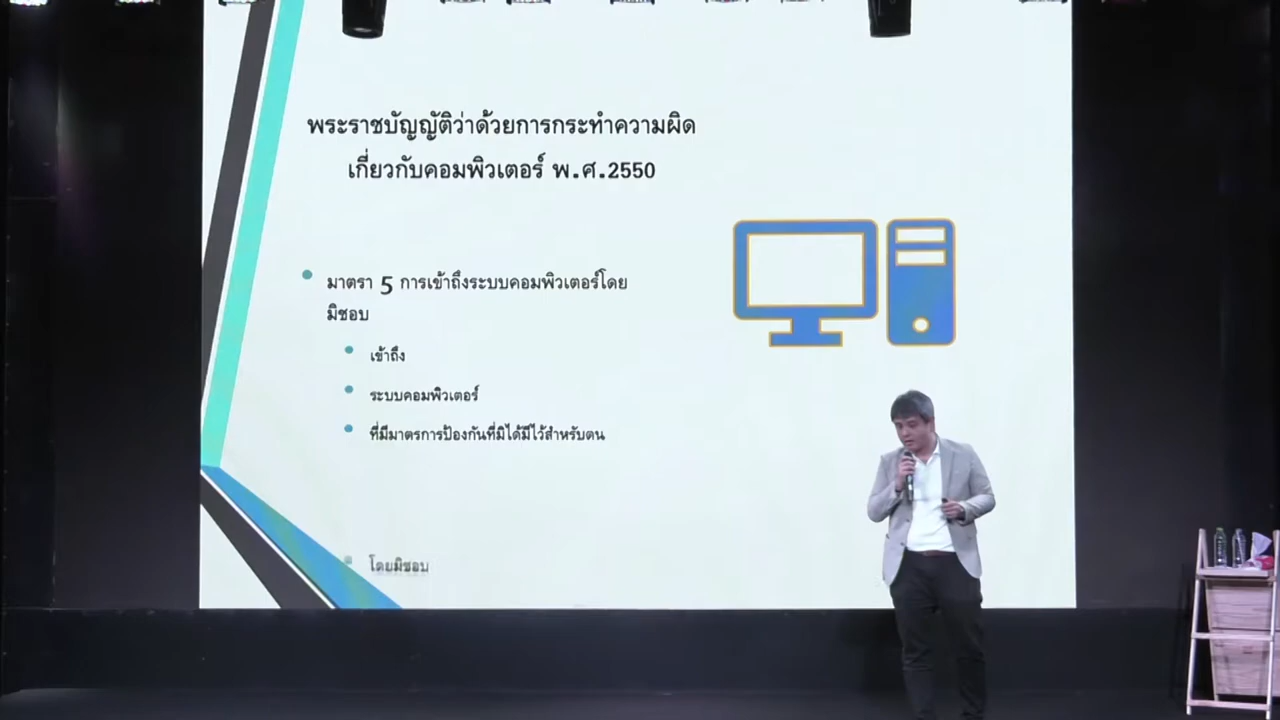 พระราชบัญญัติว่าด้วยการกระทำความผิด
เกี่ยวกับคอมพิวเตอร์ พ.ศ.2550
มาตรา 5 การเข้าถึงระบบคอมพิวเตอร์โดย
มิชอบ
เข้าถึง
ระบบคอมพิวเตอร์
ที่มีมาตรการป้องกันที่มิได้มีไว้สำหรับตน
โดยมิชอบ